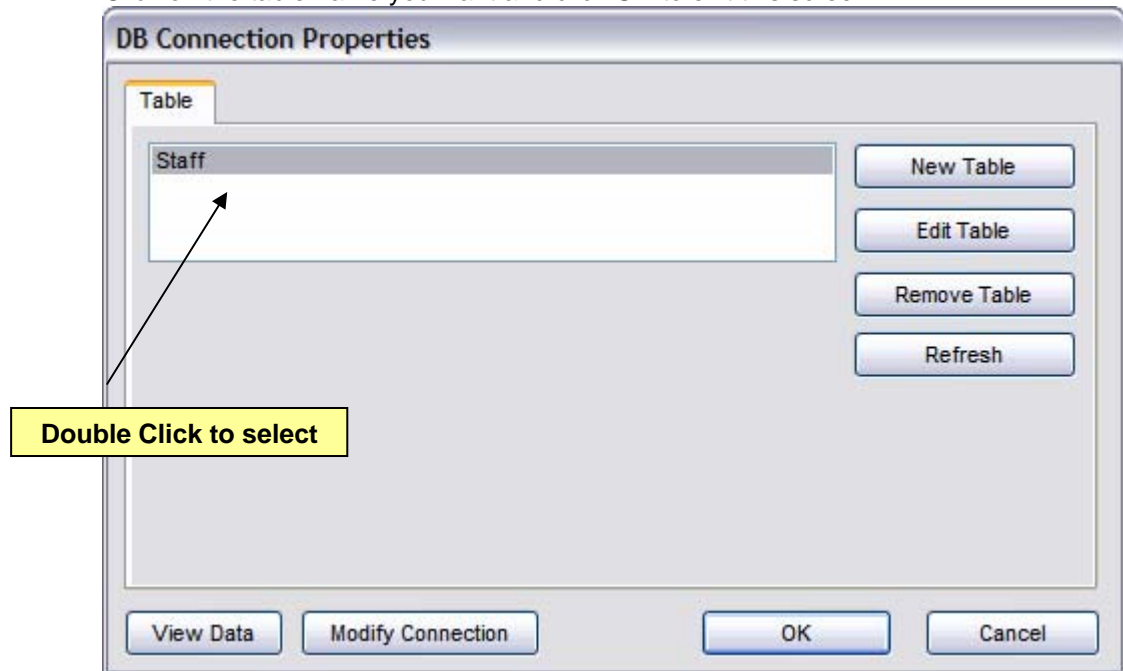 DB Connection Properties
Table
Staff
New Table
Edit Table
Remove Table
Refresh
Double Click to select
View Data
Modify Connection
OK
Cancel